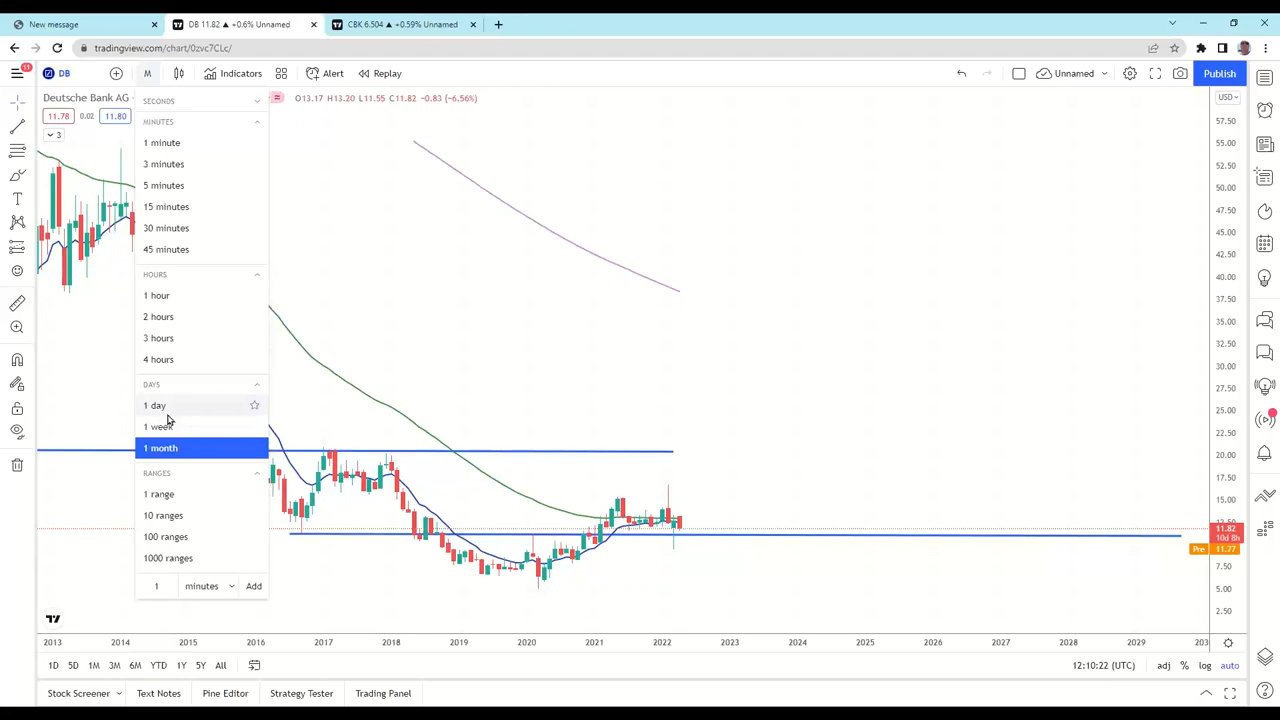 New message
DB 11.82 ▲ +0.6% Unnamed
CBK 6.504 ▲ +0.59% Unnamed
tradingview.com/chart/0zvc7CLc/
11
DB
M
Indicators
Alert
Replay
Unnamed
Publish
Deutsche Bank AG
O13.17 H13.20 L11.55 C11.82 −0.83 (−6.56%)
USD
11.78
0.02
11.80
3
SECONDS
MINUTES
1 minute
3 minutes
5 minutes
15 minutes
30 minutes
45 minutes
HOURS
1 hour
2 hours
3 hours
4 hours
DAYS
1 day
1 week
1 month
RANGES
1 range
10 ranges
100 ranges
1000 ranges
1
minutes
Add
57.50
55.00
52.50
50.00
47.50
45.00
42.50
40.00
37.50
35.00
32.50
30.00
27.50
25.00
22.50
20.00
17.50
15.00
12.50
11.82
10d 8h
Pre
11.77
7.50
5.00
2.50
2013
2014
2015
2016
2017
2018
2019
2020
2021
2022
2023
2024
2025
2026
2027
2028
2029
1D
5D
1M
3M
6M
YTD
1Y
5Y
All
12:10:22 (UTC)
adj
%
log
auto
Stock Screener
Text Notes
Pine Editor
Strategy Tester
Trading Panel